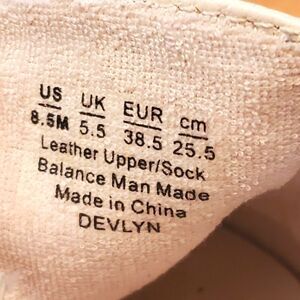 US UK EUR cm
8.5M 5.5 38.5 25.5
Leather Upper/Sock
Balance Man Made
Made in China
DEVLYN